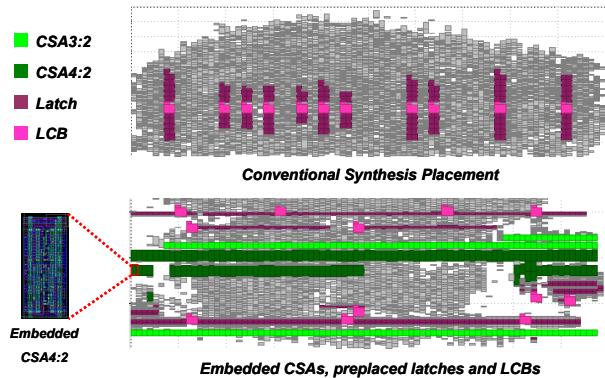 CSA3:2
CSA4:2
Latch
LCB
Conventional Synthesis Placement
Embedded
CSA4:2
Embedded CSAs, preplaced latches and LCBs